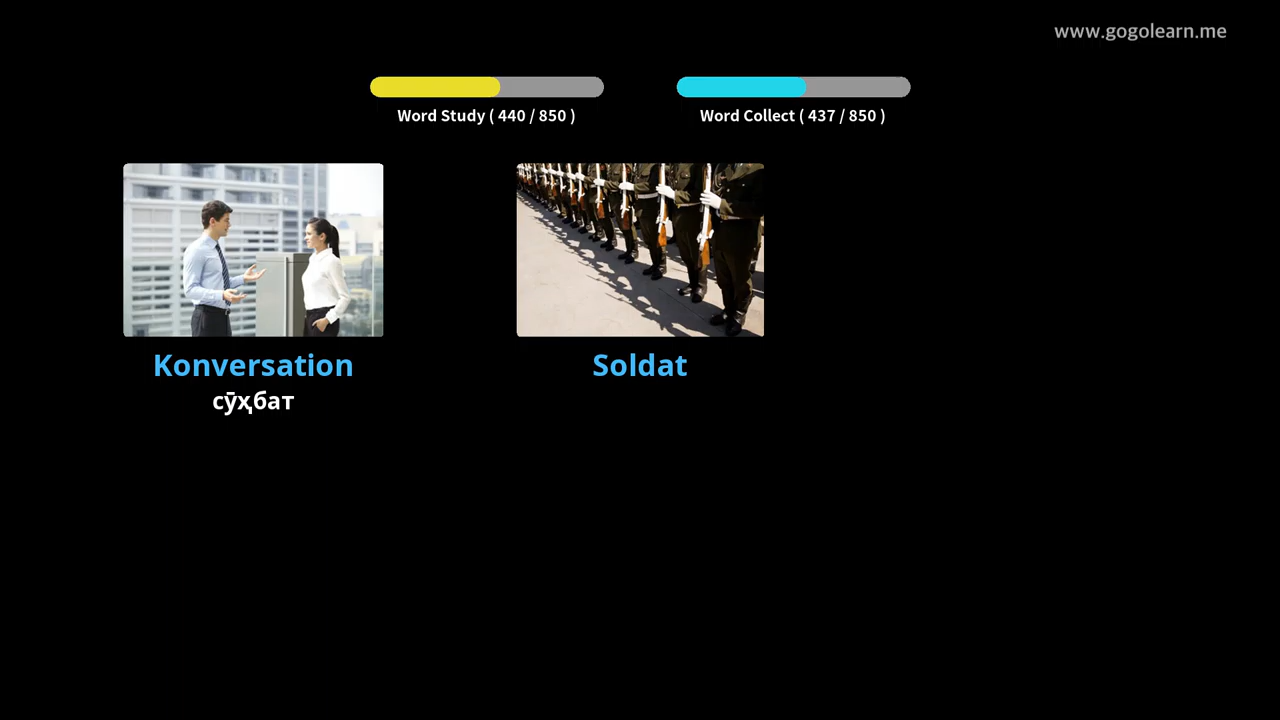 www.gogolearn.me
Word Study ( 440 / 850 )
Word Collect ( 437 / 850 )
Konversation
сӯҳбат
Soldat